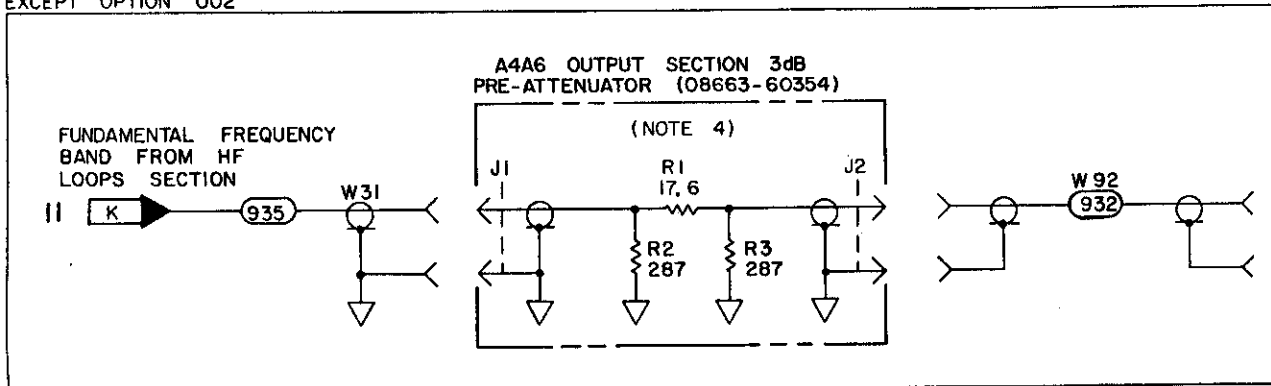 EXCEPT OPTION 002
A4A6 OUTPUT SECTION 3dB
PRE-ATTENUATOR (08663-60354)
(NOTE 4)
FUNDAMENTAL FREQUENCY
BAND FROM HF
LOOPS SECTION
11 K 935 W31
J1
R1
17.6
J2
W92
932
R2
287
R3
287